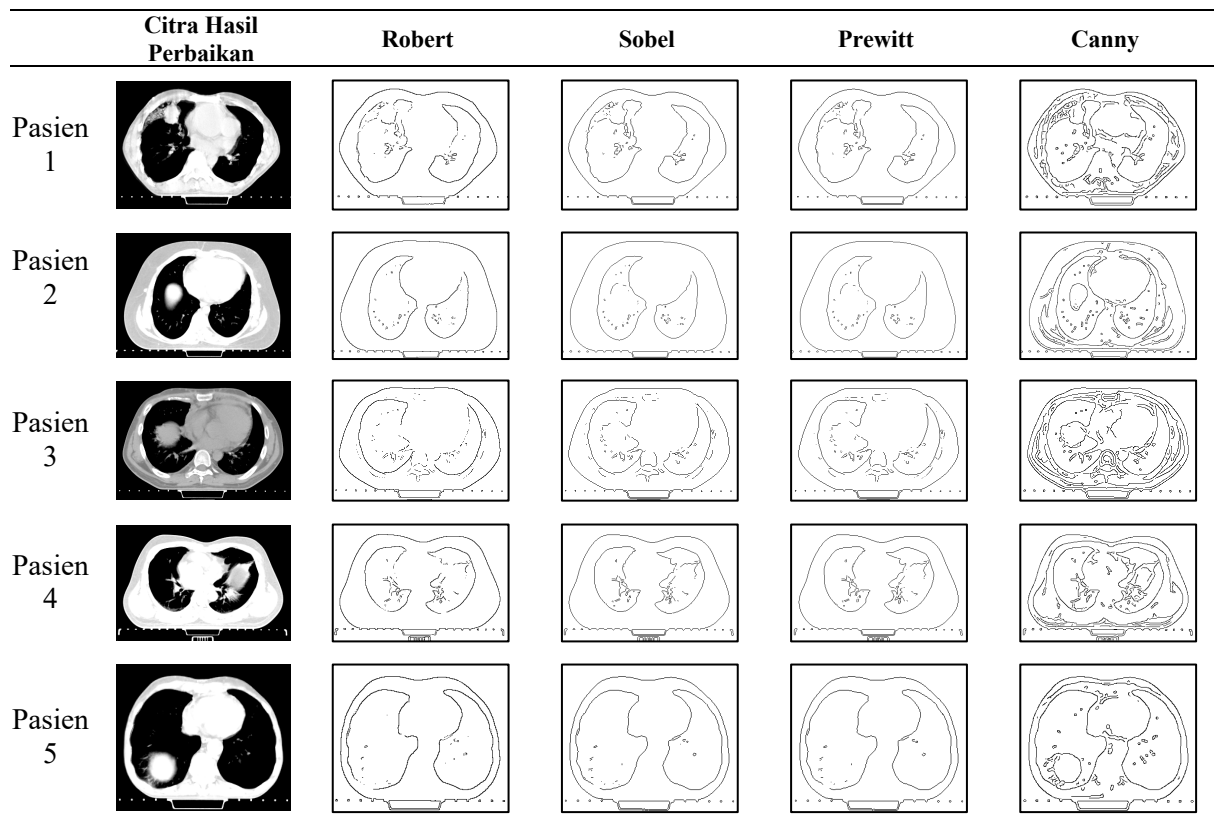 Citra Hasil
Perbaikan
Robert
Sobel
Prewitt
Canny
Pasien
1
Pasien
2
Pasien
3
Pasien
4
Pasien
5